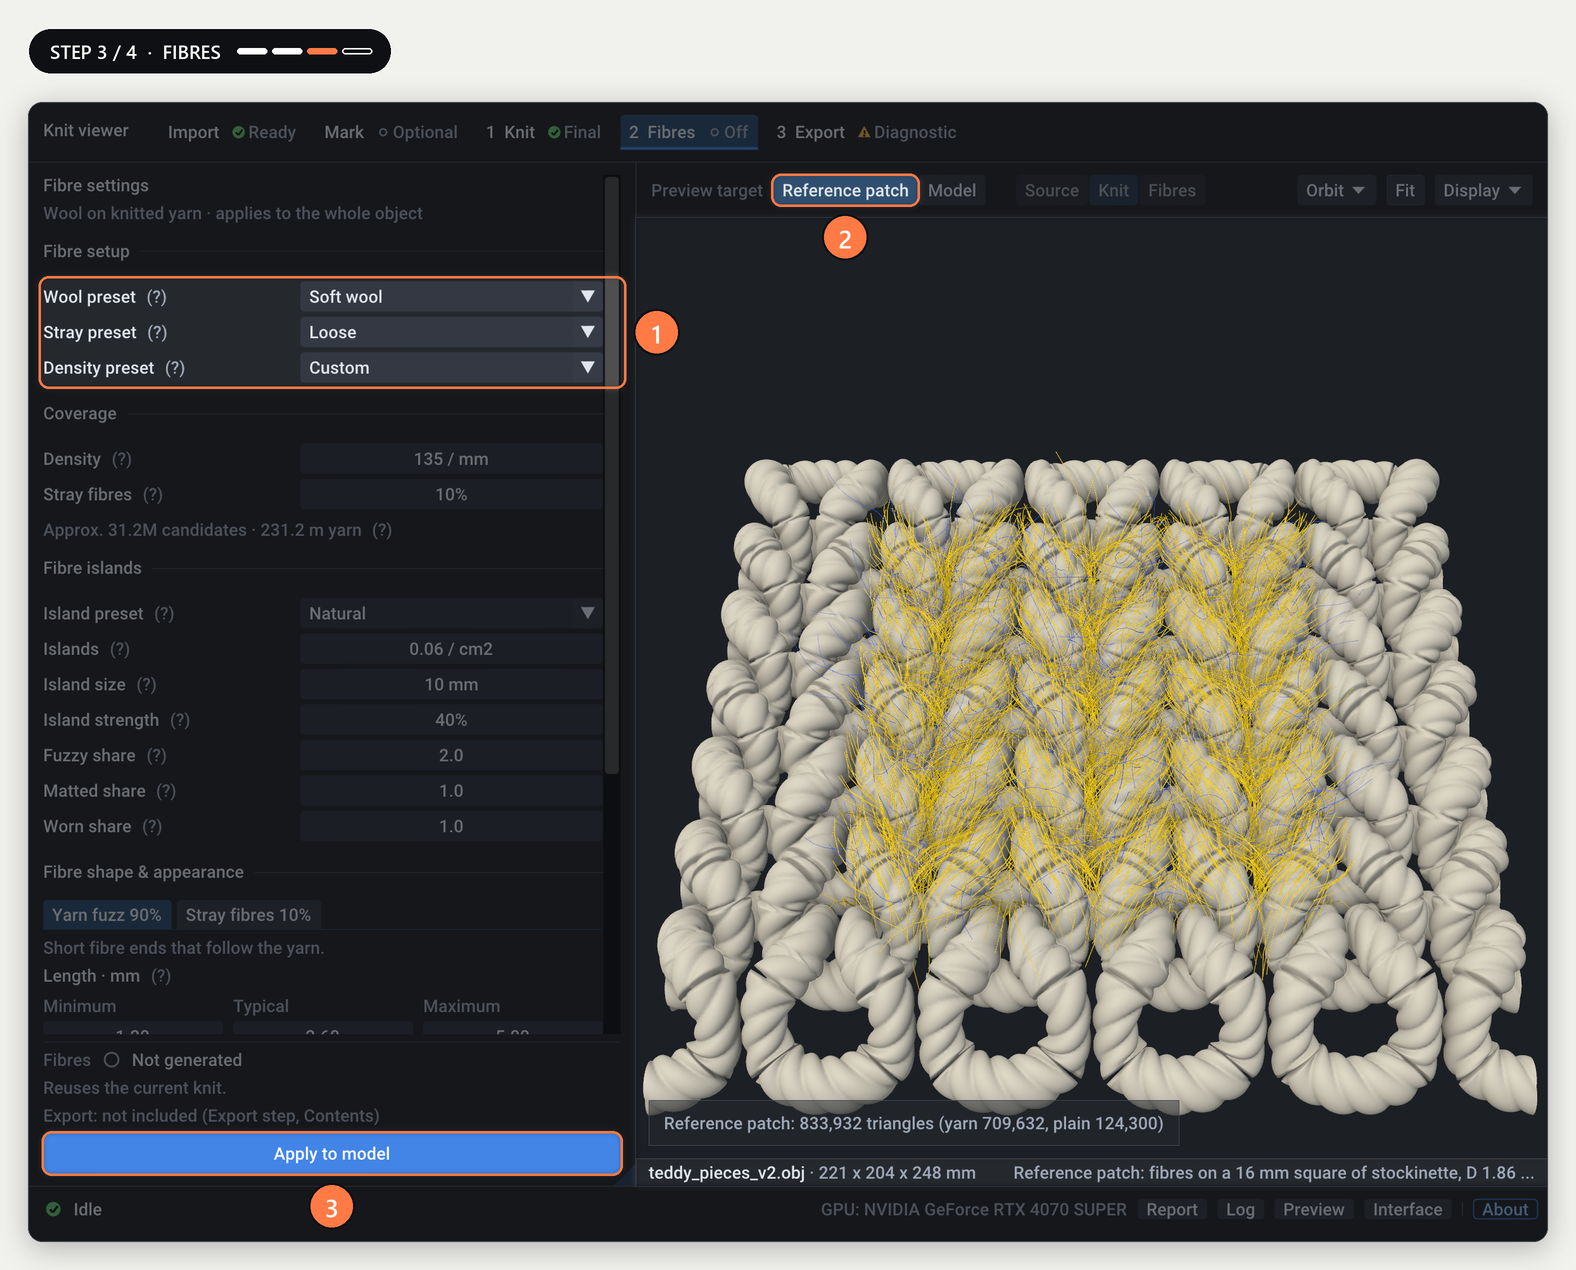 STEP 3 / 4 · FIBRES
Knit viewer Import Ready Mark Optional 1 Knit Final 2 Fibres Off 3 Export Diagnostic
Fibre settings
Wool on knitted yarn · applies to the whole object
Fibre setup
Wool preset (?) Soft wool
Stray preset (?) Loose
Density preset (?) Custom
1
Coverage
Density (?) 135 / mm
Stray fibres (?) 10%
Approx. 31.2M candidates · 231.2 m yarn (?)
Fibre islands
Island preset (?) Natural
Islands (?) 0.06 / cm2
Island size (?) 10 mm
Island strength (?) 40%
Fuzzy share (?) 2.0
Matted share (?) 1.0
Worn share (?) 1.0
Fibre shape & appearance
Yarn fuzz 90% Stray fibres 10%
Short fibre ends that follow the yarn.
Length · mm (?)
Minimum Typical Maximum
Fibres Not generated
Reuses the current knit.
Export: not included (Export step, Contents)
Apply to model
3
Preview target Reference patch Model Source Knit Fibres Orbit Fit Display
2
Reference patch: 833,932 triangles (yarn 709,632, plain 124,300)
teddy_pieces_v2.obj · 221 x 204 x 248 mm Reference patch: fibres on a 16 mm square of stockinette, D 1.86 ...
Idle GPU: NVIDIA GeForce RTX 4070 SUPER Report Log Preview Interface About